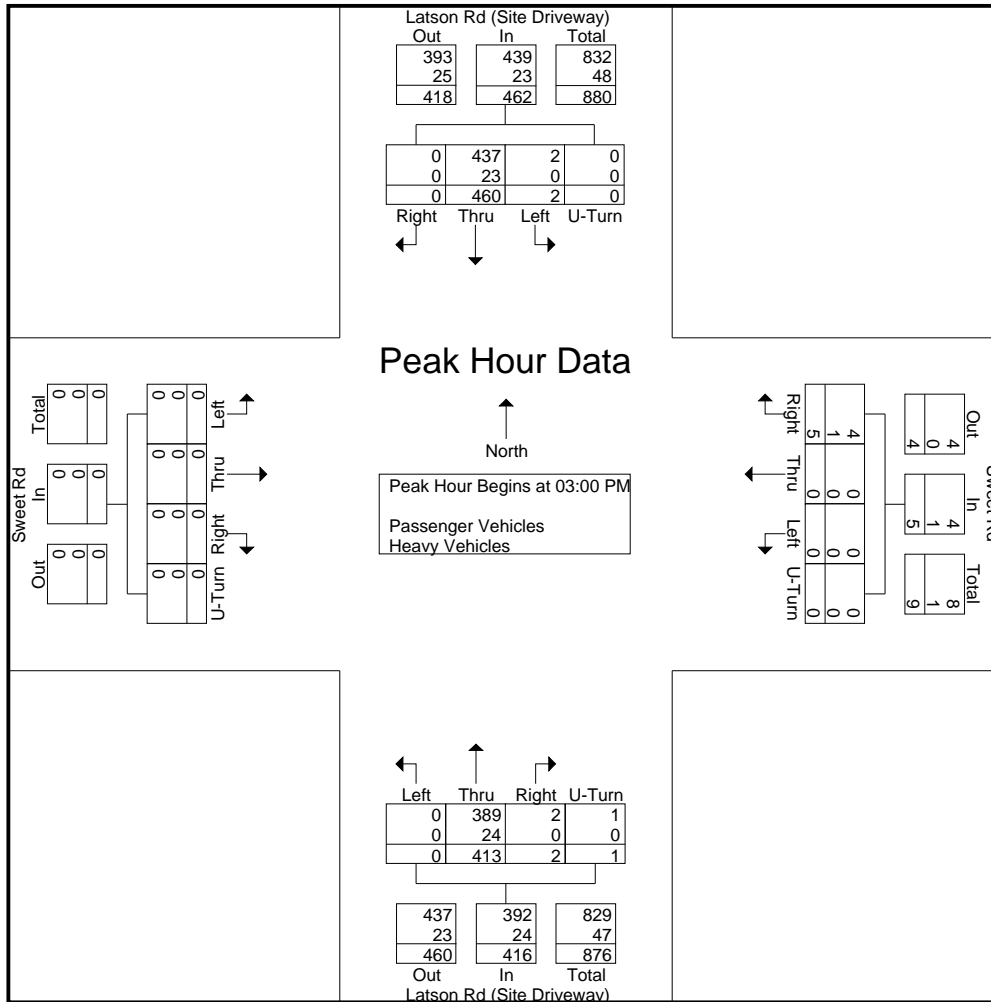 Latson Rd (Site Driveway)
Out In Total
393 439 832
25 23 48
418 462 880
0 437 2 0
0 23 0 0
0 460 2 0
Right Thru Left U-Turn
Peak Hour Data
North
Peak Hour Begins at 03:00 PM
Passenger Vehicles
Heavy Vehicles
Sweet Rd
Out In Total
0 0 0
0 0 0
0 0 0
0 0 0 0
0 0 0 0
0 0 0 0
U-Turn Right Thru Left
Sweet Rd
Out In Total
4 4 8
0 1 1
4 5 9
4 0 0 0
1 0 0 0
5 0 0 0
Right Thru Left U-Turn
Left Thru Right U-Turn
0 389 2 1
0 24 0 0
0 413 2 1
437 392 829
23 24 47
460 416 876
Out In Total
Latson Rd (Site Driveway)